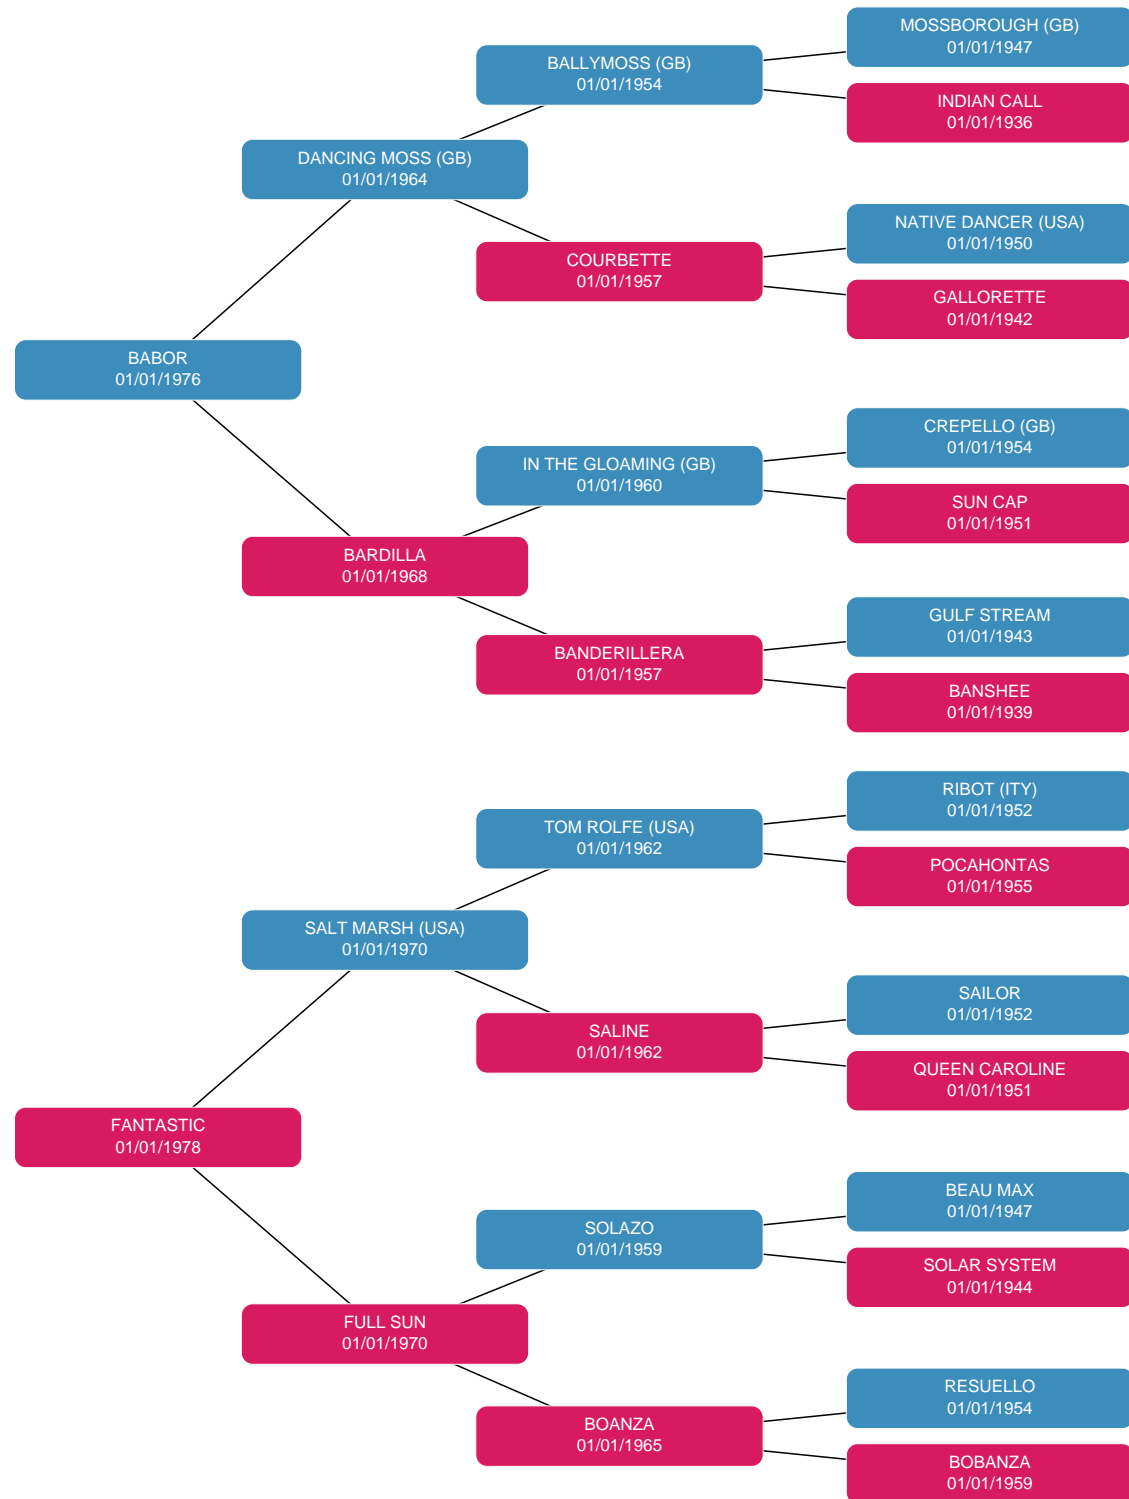 MOSSBOROUGH (GB)
01/01/1947
BALLYMOSS (GB)
01/01/1954
INDIAN CALL
01/01/1936
DANCING MOSS (GB)
01/01/1964
NATIVE DANCER (USA)
01/01/1950
COURBETTE
01/01/1957
GALLORETTE
01/01/1942
BABOR
01/01/1976
CREPELLO (GB)
01/01/1954
IN THE GLOAMING (GB)
01/01/1960
SUN CAP
01/01/1951
BARDILLA
01/01/1968
GULF STREAM
01/01/1943
BANDERILLERA
01/01/1957
BANSHEE
01/01/1939
RIBOT (ITY)
01/01/1952
TOM ROLFE (USA)
01/01/1962
POCAHONTAS
01/01/1955
SALT MARSH (USA)
01/01/1970
SAILOR
01/01/1952
SALINE
01/01/1962
QUEEN CAROLINE
01/01/1951
FANTASTIC
01/01/1978
BEAU MAX
01/01/1947
SOLAZO
01/01/1959
SOLAR SYSTEM
01/01/1944
FULL SUN
01/01/1970
RESUELLO
01/01/1954
BOANZA
01/01/1965
BOBANZA
01/01/1959